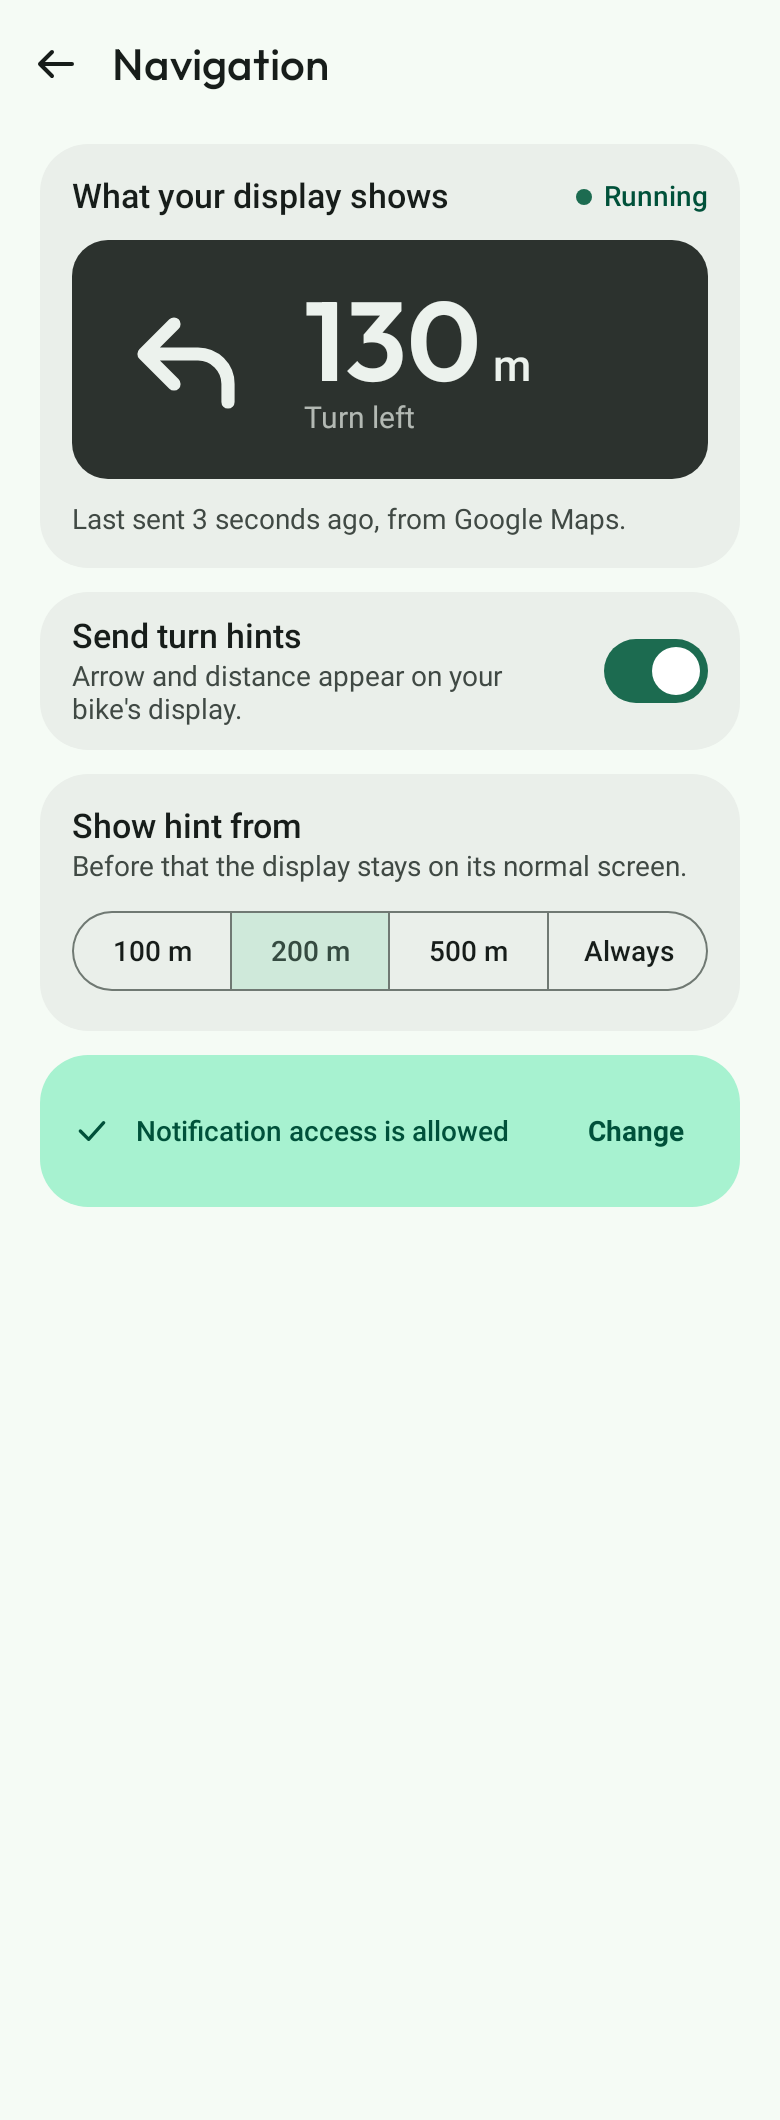 Navigation
What your display shows
Running
130 m
Turn left
Last sent 3 seconds ago, from Google Maps.
Send turn hints
Arrow and distance appear on your
bike's display.
Show hint from
Before that the display stays on its normal screen.
100 m
200 m
500 m
Always
Notification access is allowed
Change